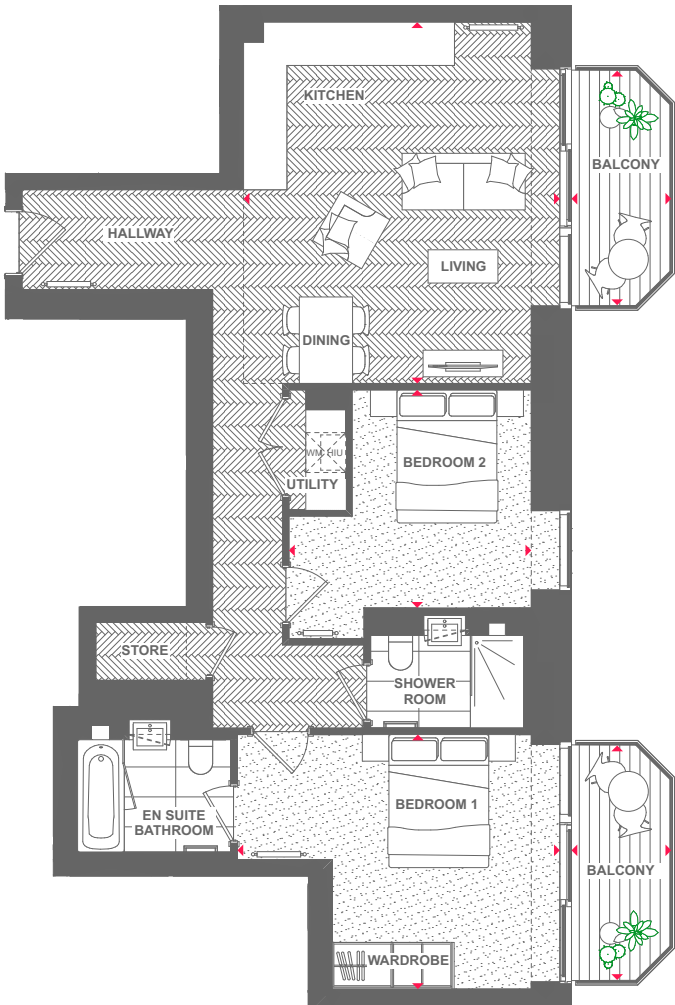 KITCHEN
BALCONY
HALLWAY
LIVING
DINING
BEDROOM 2
WM HIU
UTILITY
STORE
SHOWER
ROOM
BEDROOM 1
EN SUITE
BATHROOM
BALCONY
WARDROBE